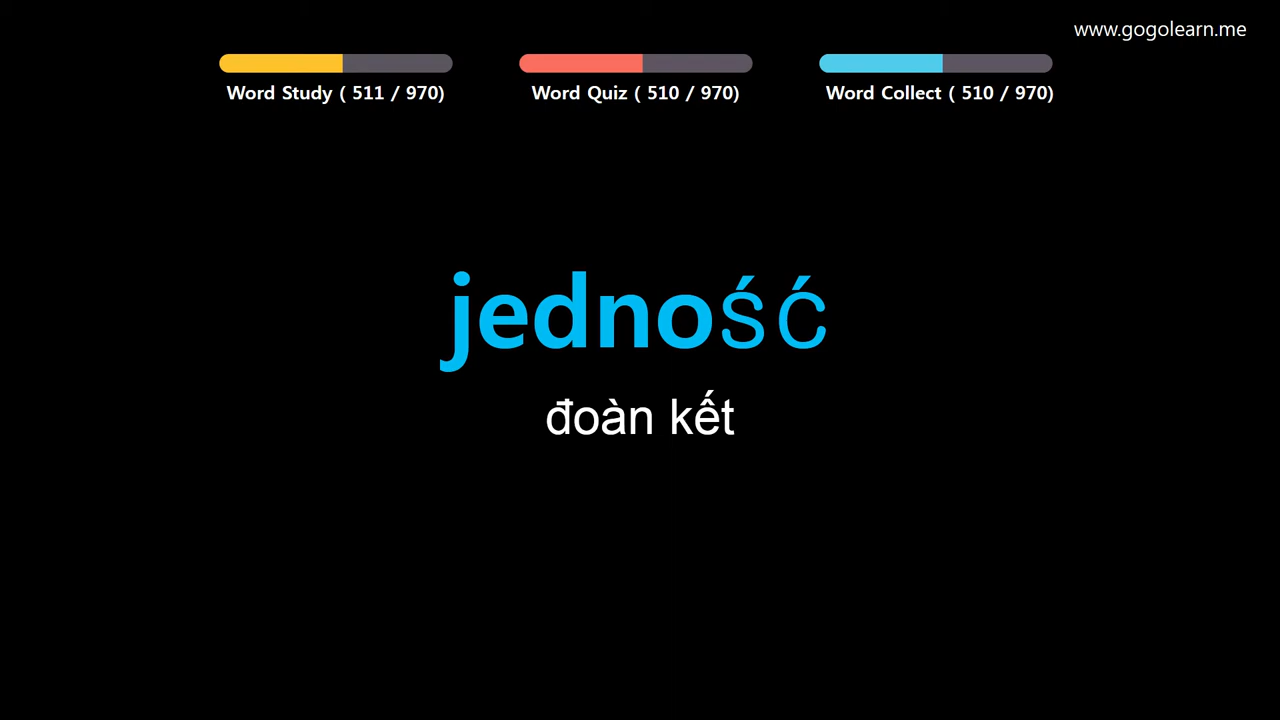 www.gogolearn.me
Word Study ( 511 / 970)
Word Quiz ( 510 / 970)
Word Collect ( 510 / 970)
jedność
đoàn kết